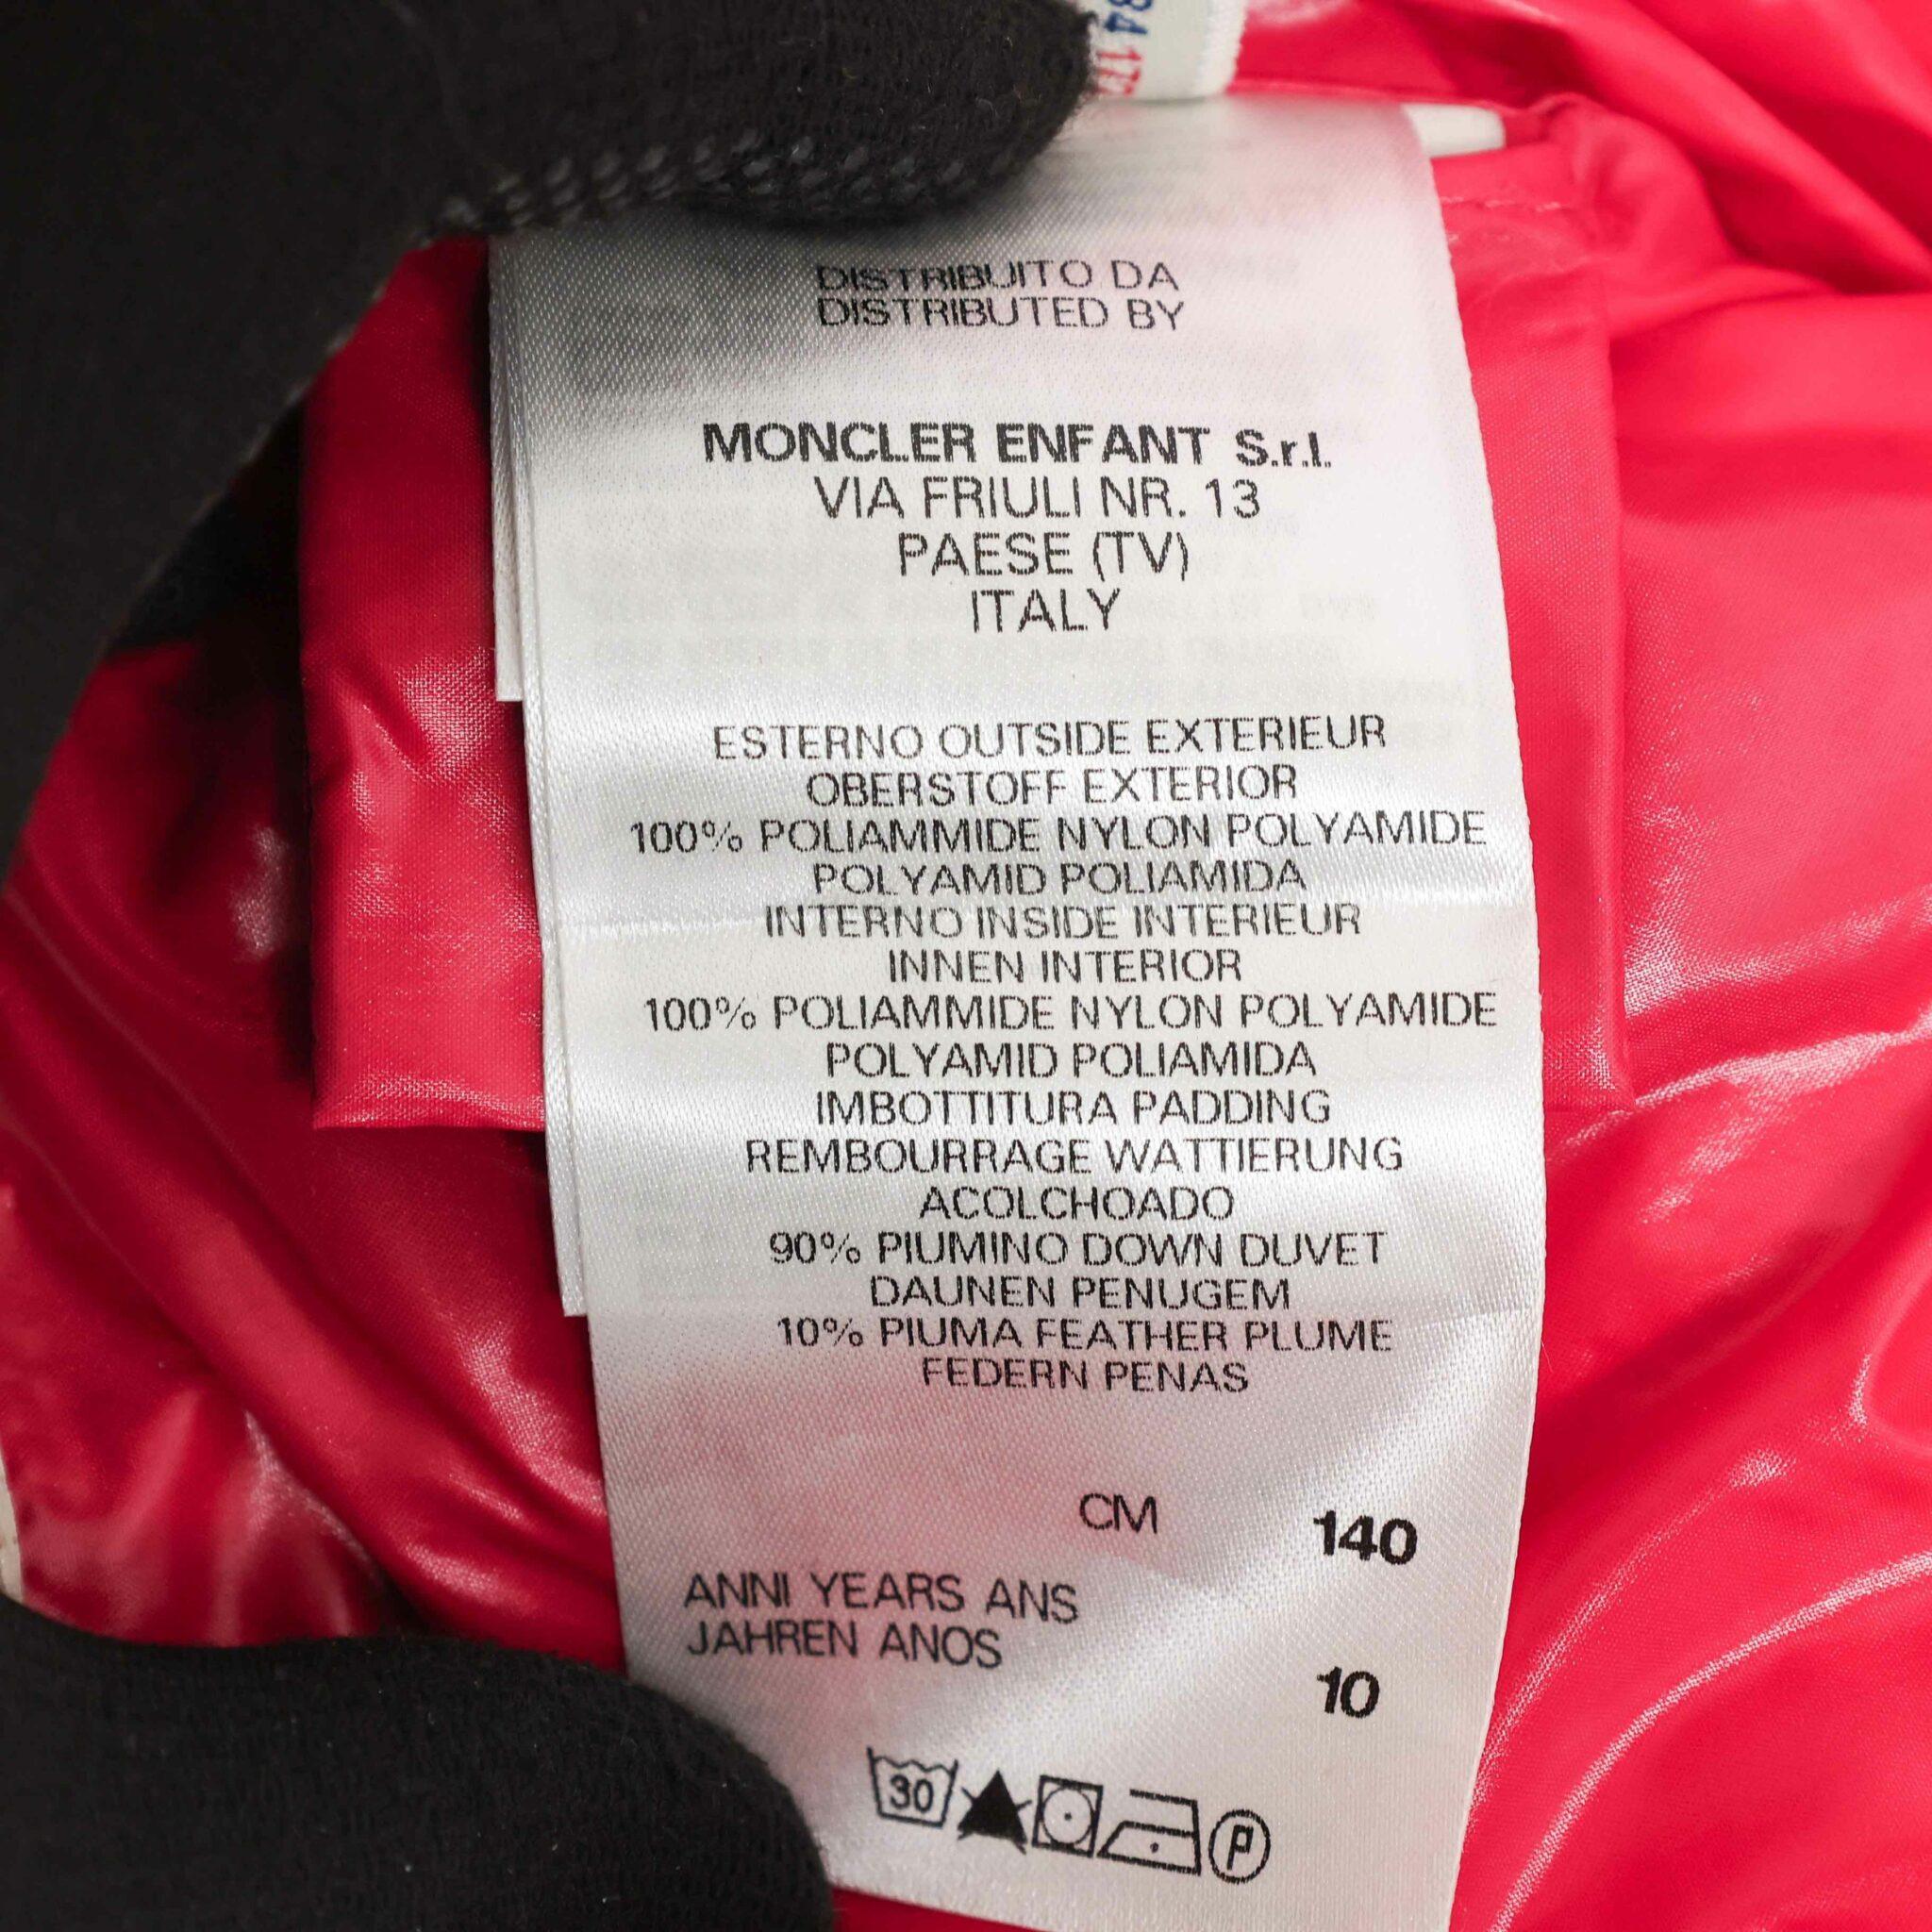 DISTRIBUITO DA
DISTRIBUTED BY
MONCLER ENFANT S.r.l.
VIA FRIULI NR. 13
PAESE (TV)
ITALY
ESTERNO OUTSIDE EXTERIEUR
OBERSTOFF EXTERIOR
100% POLIAMMIDE NYLON POLYAMIDE
POLYAMID POLIAMIDA
INTERNO INSIDE INTERIEUR
INNEN INTERIOR
100% POLIAMMIDE NYLON POLYAMIDE
POLYAMID POLIAMIDA
IMBOTTITURA PADDING
REMBOURRAGE WATTIERUNG
ACOLCHOADO
90% PIUMINO DOWN DUVET
DAUNEN PENUGEM
10% PIUMA FEATHER PLUME
FEDERN PENAS
CM 140
ANNI YEARS ANS
JAHREN ANOS
10
30 P